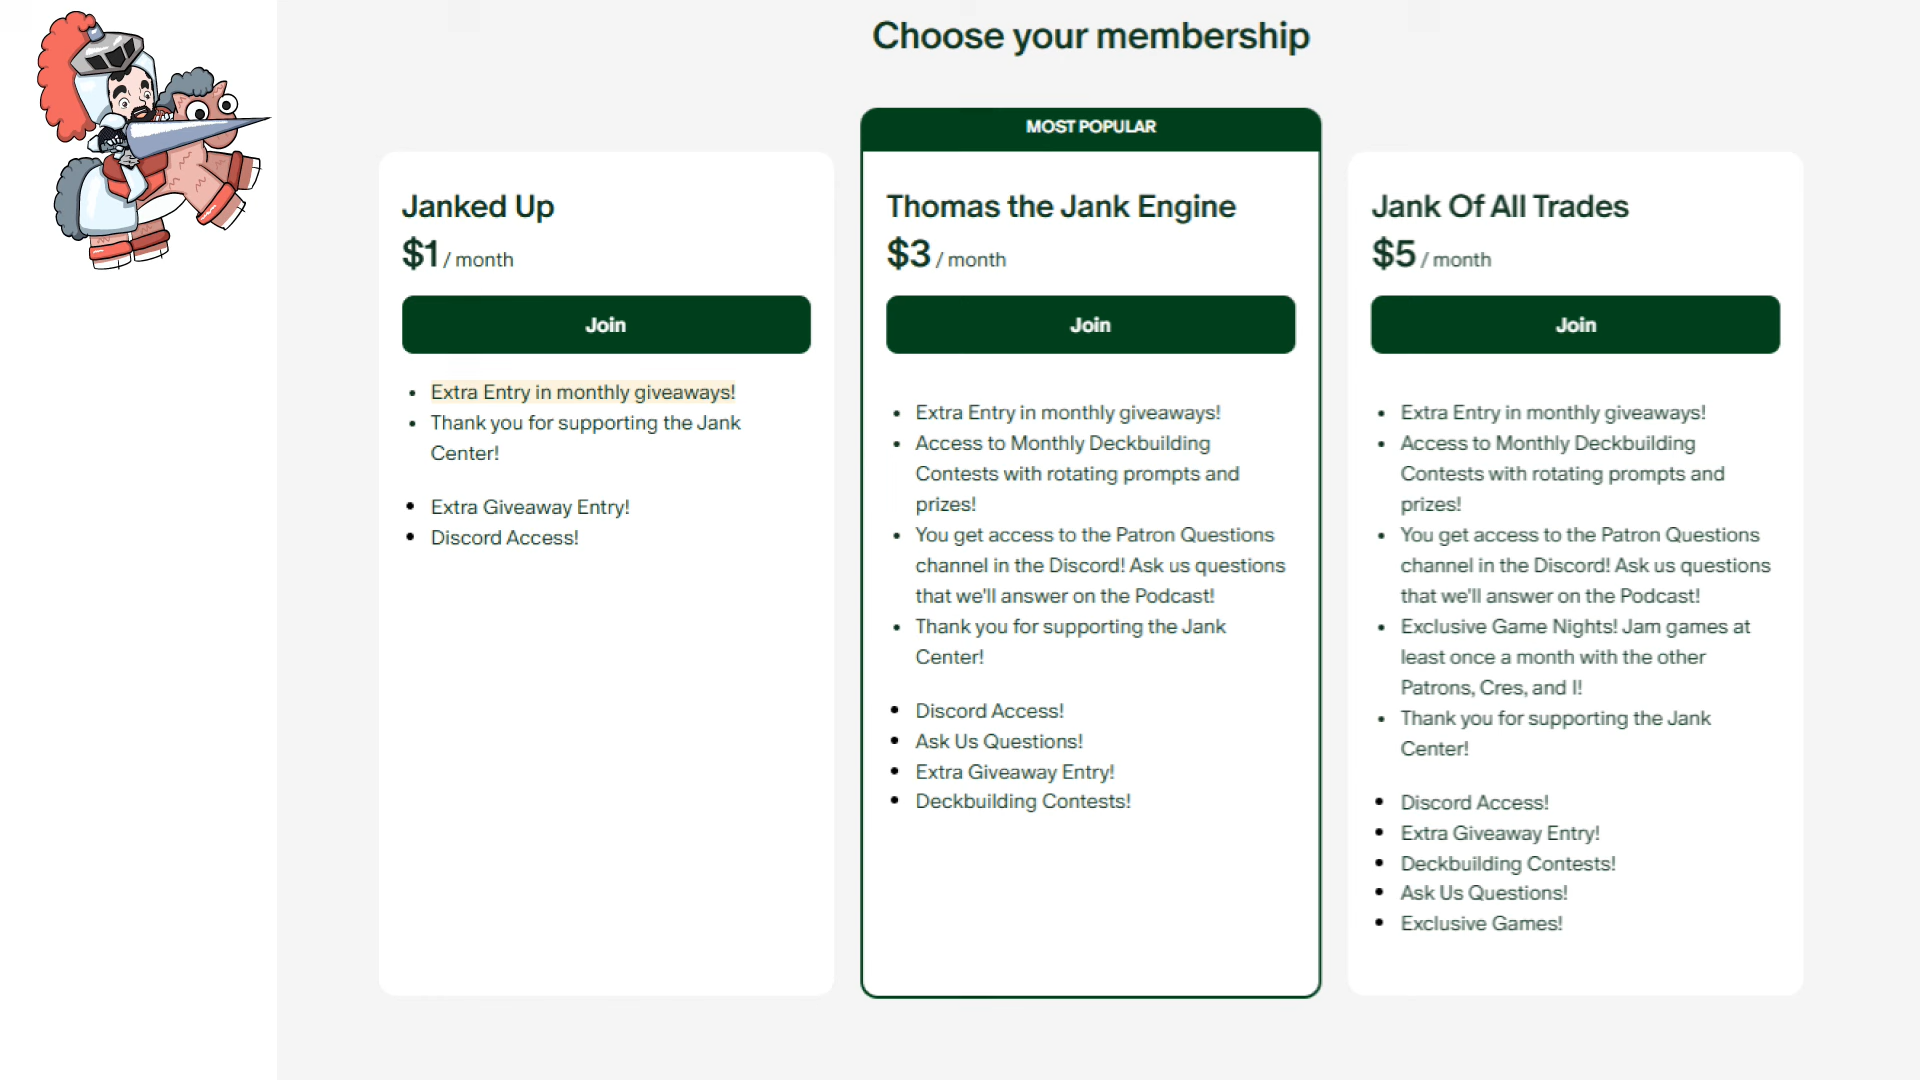 Choose your membership
Janked Up
$1 / month
Join
• Extra Entry in monthly giveaways!
• Thank you for supporting the Jank
Center!
• Extra Giveaway Entry!
• Discord Access!
MOST POPULAR
Thomas the Jank Engine
$3 / month
Join
• Extra Entry in monthly giveaways!
• Access to Monthly Deckbuilding
Contests with rotating prompts and
prizes!
• You get access to the Patron Questions
channel in the Discord! Ask us questions
that we'll answer on the Podcast!
• Thank you for supporting the Jank
Center!
• Discord Access!
• Ask Us Questions!
• Extra Giveaway Entry!
• Deckbuilding Contests!
Jank Of All Trades
$5 / month
Join
• Extra Entry in monthly giveaways!
• Access to Monthly Deckbuilding
Contests with rotating prompts and
prizes!
• You get access to the Patron Questions
channel in the Discord! Ask us questions
that we'll answer on the Podcast!
• Exclusive Game Nights! Jam games at
least once a month with the other
Patrons, Cres, and I!
• Thank you for supporting the Jank
Center!
• Discord Access!
• Extra Giveaway Entry!
• Deckbuilding Contests!
• Ask Us Questions!
• Exclusive Games!